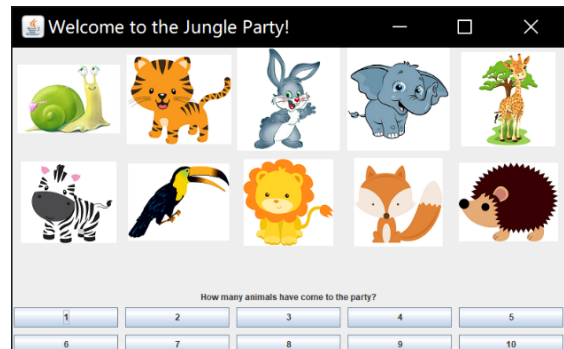 Welcome to the Jungle Party!
How many animals have come to the party?
1 2 3 4 5
6 7 8 9 10